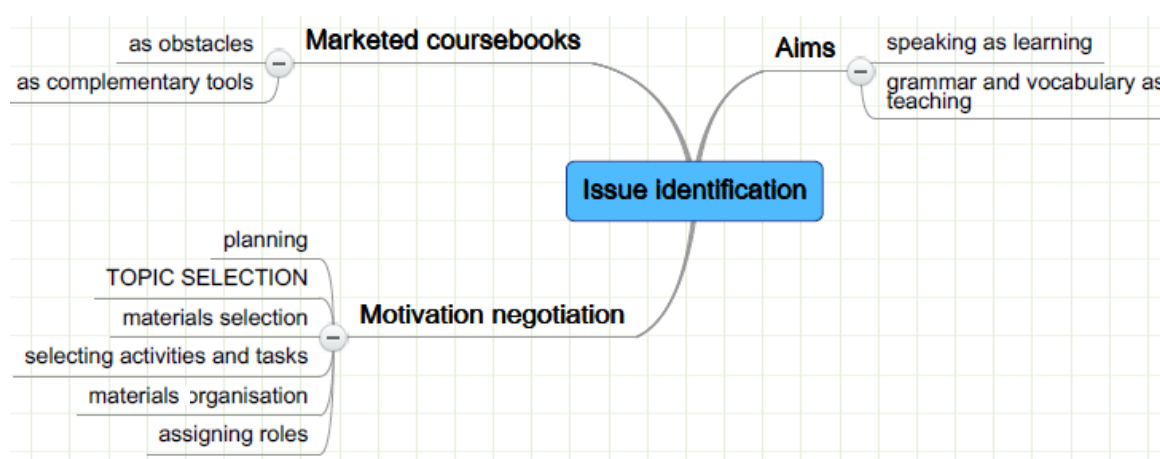 Marketed coursebooks
as obstacles
as complementary tools
Aims
speaking as learning
grammar and vocabulary as
teaching
Issue identification
Motivation negotiation
planning
TOPIC SELECTION
materials selection
selecting activities and tasks
materials organisation
assigning roles